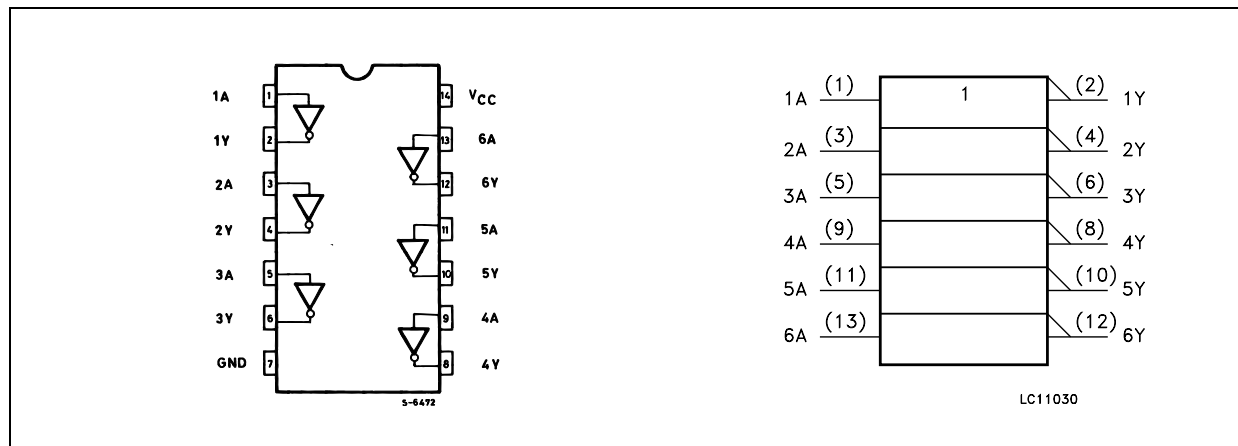 1A 1 14 VCC
1Y 2 13 6A
2A 3 12 6Y
2Y 4 11 5A
3A 5 10 5Y
3Y 6 9 4A
GND 7 8 4Y
S-6472
1
1A (1) (2) 1Y
2A (3) (4) 2Y
3A (5) (6) 3Y
4A (9) (8) 4Y
5A (11) (10) 5Y
6A (13) (12) 6Y
LC11030